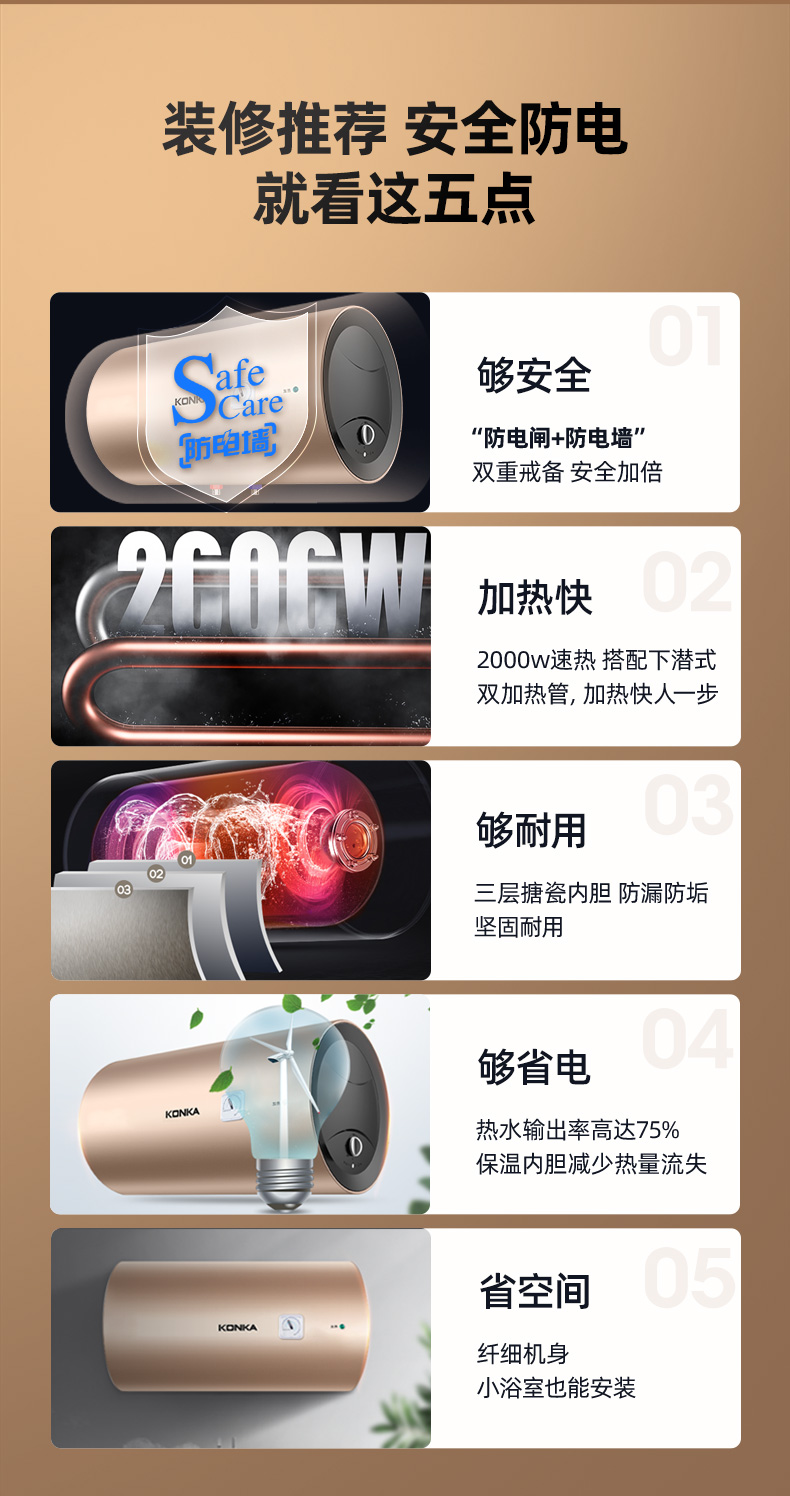 装修推荐 安全防电
就看这五点
01
Safe
Care
防电墙
KONK
够安全
“防电闸+防电墙”
双重戒备 安全加倍
2000W
02
加热快
2000w速热 搭配下潜式
双加热管, 加热快人一步
01
02
03
03
够耐用
三层搪瓷内胆 防漏防垢
坚固耐用
KONKA
04
够省电
热水输出率高达75%
保温内胆减少热量流失
KONKA
05
省空间
纤细机身
小浴室也能安装